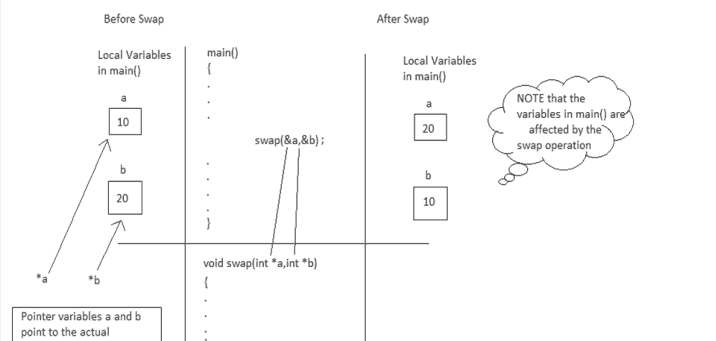 Before Swap
After Swap
Local Variables
in main()
a
10
b
20
*a
*b
Pointer variables a and b
point to the actual
main()
{
.
.
.
swap(&a,&b) ;
.
.
.
.
}
void swap(int *a,int *b)
{
.
.
.
{
Local Variables
in main()
a
20
b
10
NOTE that the
variables in main() are
affected by the
swap operation